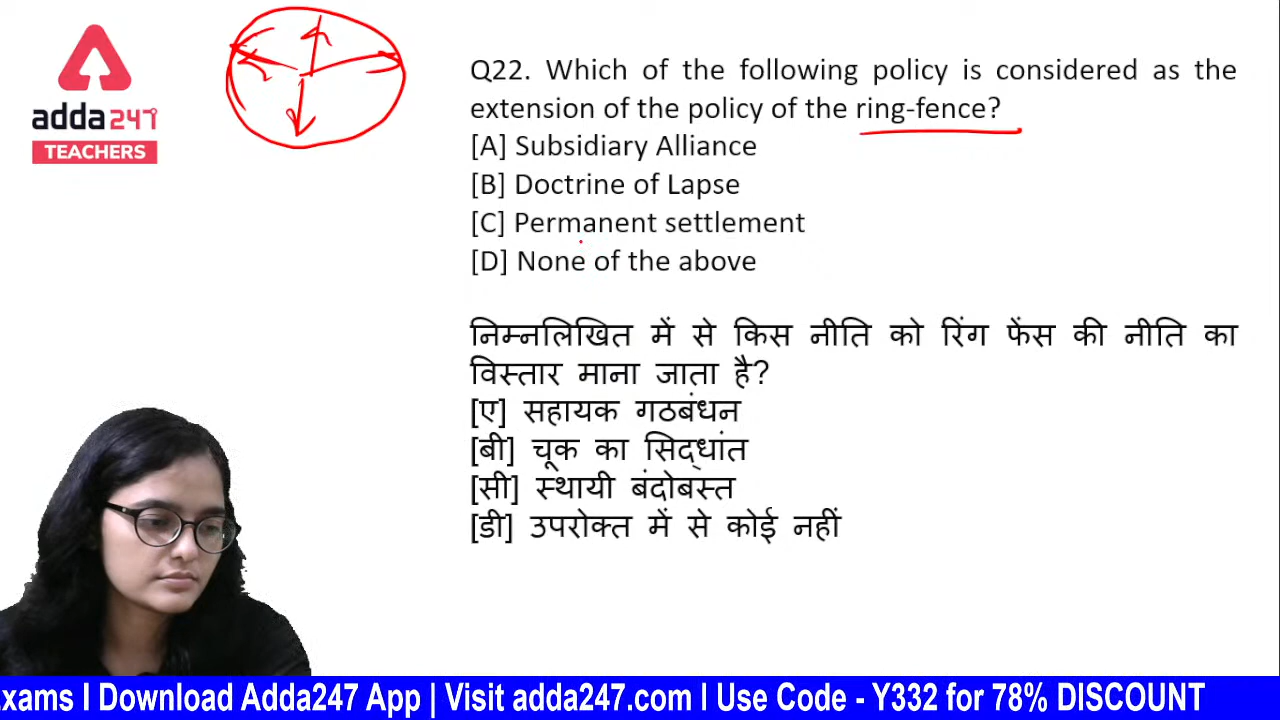 adda247
TEACHERS
Q22. Which of the following policy is considered as the
extension of the policy of the ring-fence?
[A] Subsidiary Alliance
[B] Doctrine of Lapse
[C] Permanent settlement
[D] None of the above
निम्नलिखित में से किस नीति को रिंग फेंस की नीति का
विस्तार माना जाता है?
[ए] सहायक गठबंधन
[बी] चूक का सिद्धांत
[सी] स्थायी बंदोबस्त
[डी] उपरोक्त में से कोई नहीं
xams I Download Adda247 App | Visit adda247.com I Use Code - Y332 for 78% DISCOUNT